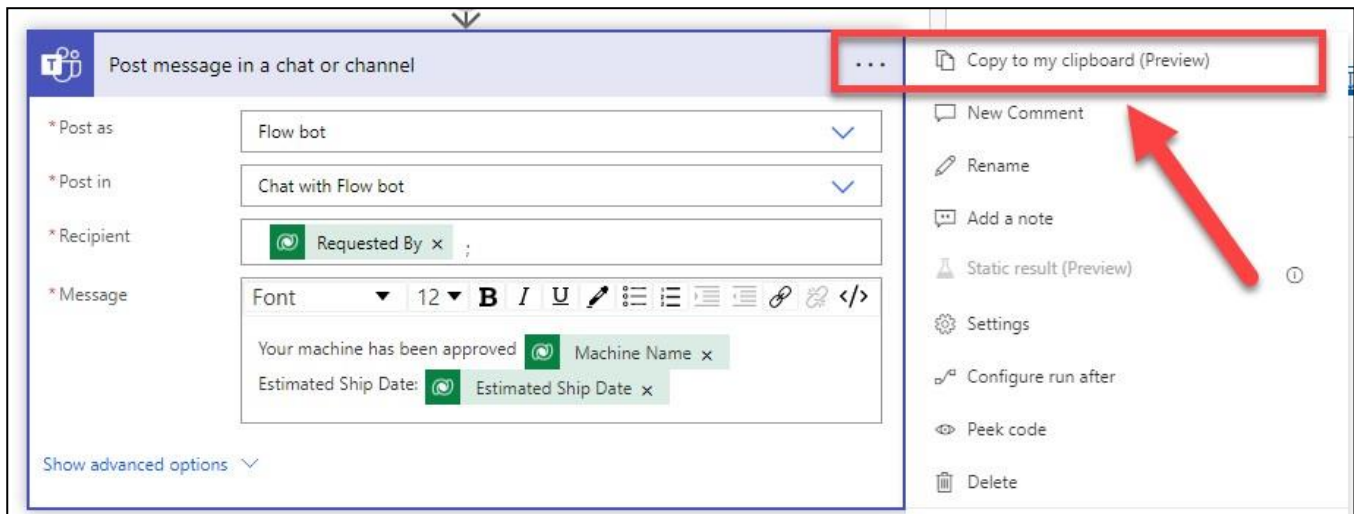 Post message in a chat or channel
...
* Post as
Flow bot
* Post in
Chat with Flow bot
* Recipient
Requested By ×
;
* Message
Font 12 B I U </>
Your machine has been approved Machine Name ×
Estimated Ship Date: Estimated Ship Date ×
Show advanced options
Copy to my clipboard (Preview)
New Comment
Rename
Add a note
Static result (Preview)
Settings
Configure run after
Peek code
Delete